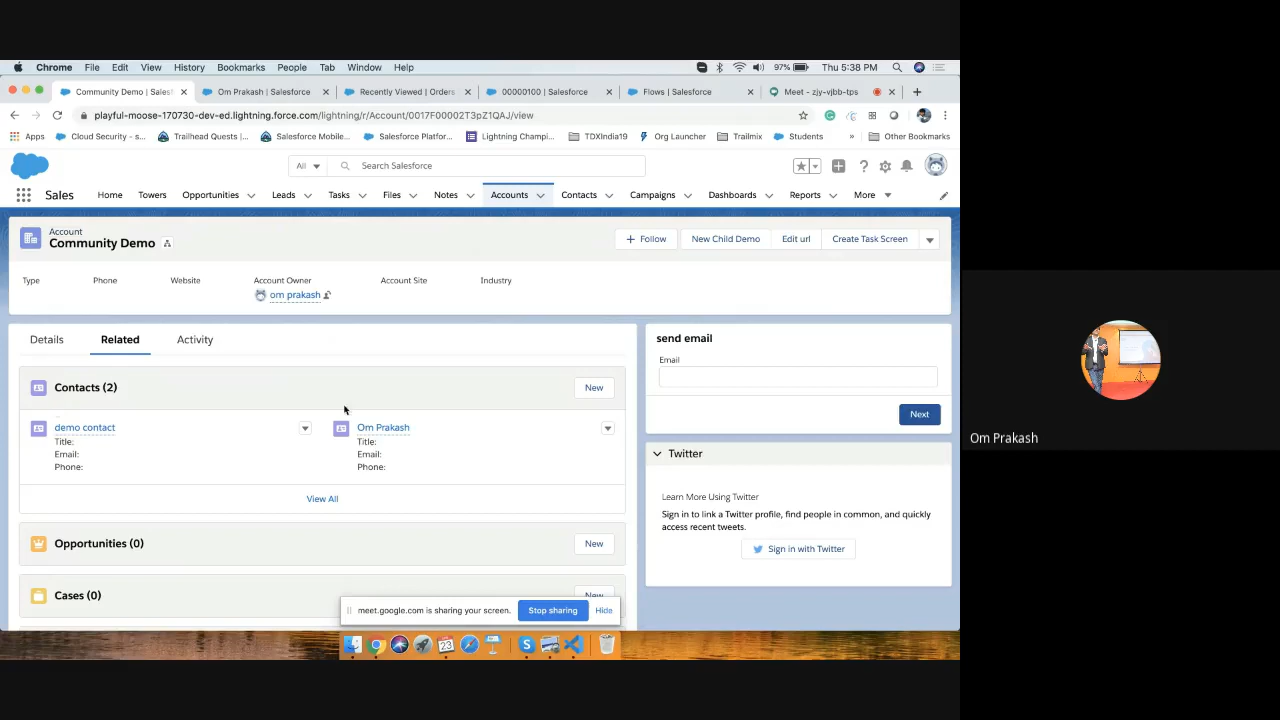 Chrome File Edit View History Bookmarks People Tab Window Help 97% Thu 5:38 PM
Community Demo | Salesf Om Prakash | Salesforce Recently Viewed | Orders 00000100 | Salesforce Flows | Salesforce Meet - zjy-vjbb-tps
playful-moose-170730-dev-ed.lightning.force.com/lightning/r/Account/0017F00002T3pZ1QAJ/view
Apps Cloud Security - s... Trailhead Quests -... Salesforce Mobile... Salesforce Platfor... Lightning Champi... TDXIndia19 Org Launcher Trailmix Students » Other Bookmarks
All Search Salesforce
Sales Home Towers Opportunities Leads Tasks Files Notes Accounts Contacts Campaigns Dashboards Reports More
Account
Community Demo
+ Follow New Child Demo Edit url Create Task Screen
Type Phone Website Account Owner Account Site Industry
om prakash
Details Related Activity
Contacts (2) New
demo contact
Title:
Email:
Phone:
Om Prakash
Title:
Email:
Phone:
View All
Opportunities (0) New
Cases (0) New
send email
Email
Next
Twitter
Learn More Using Twitter
Sign in to link a Twitter profile, find people in common, and quickly
access recent tweets.
Sign in with Twitter
meet.google.com is sharing your screen. Stop sharing Hide
23
Om Prakash